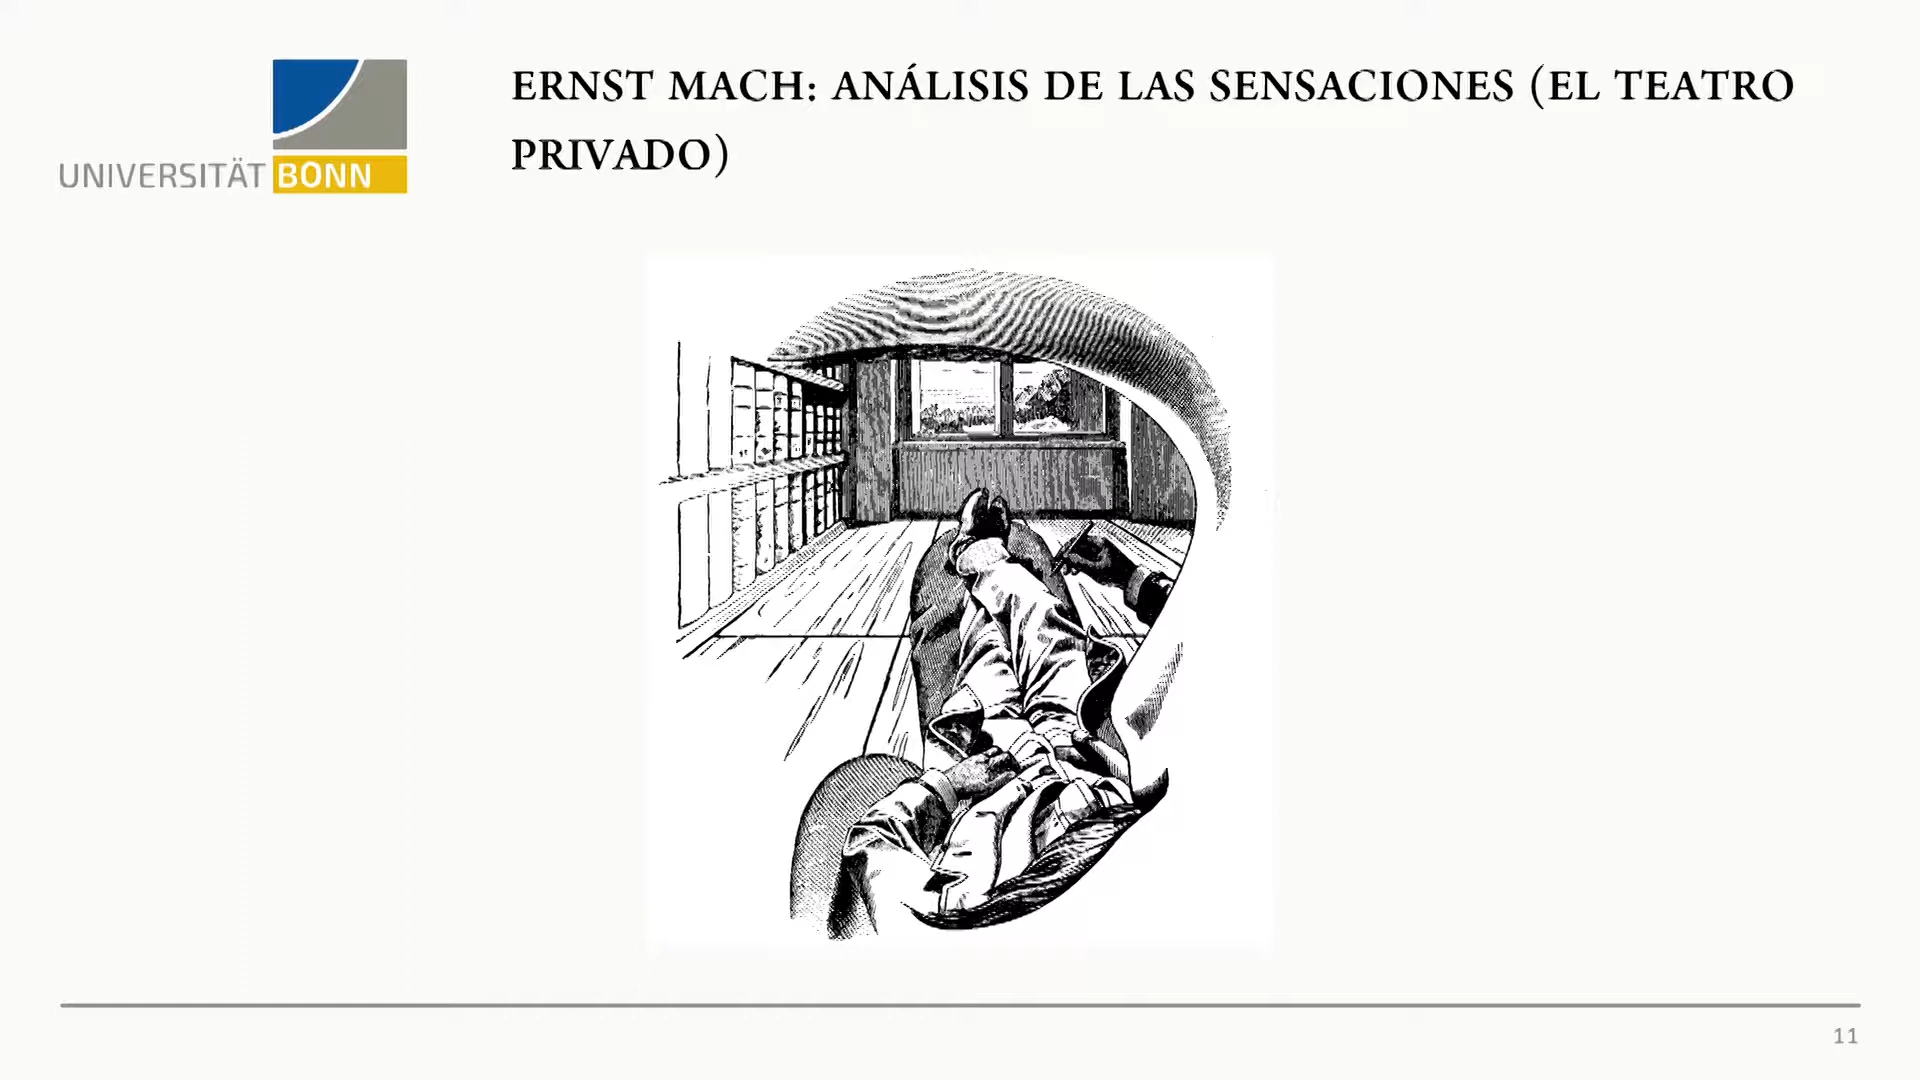 UNIVERSITÄT BONN
ERNST MACH: ANÁLISIS DE LAS SENSACIONES (EL TEATRO
PRIVADO)
11